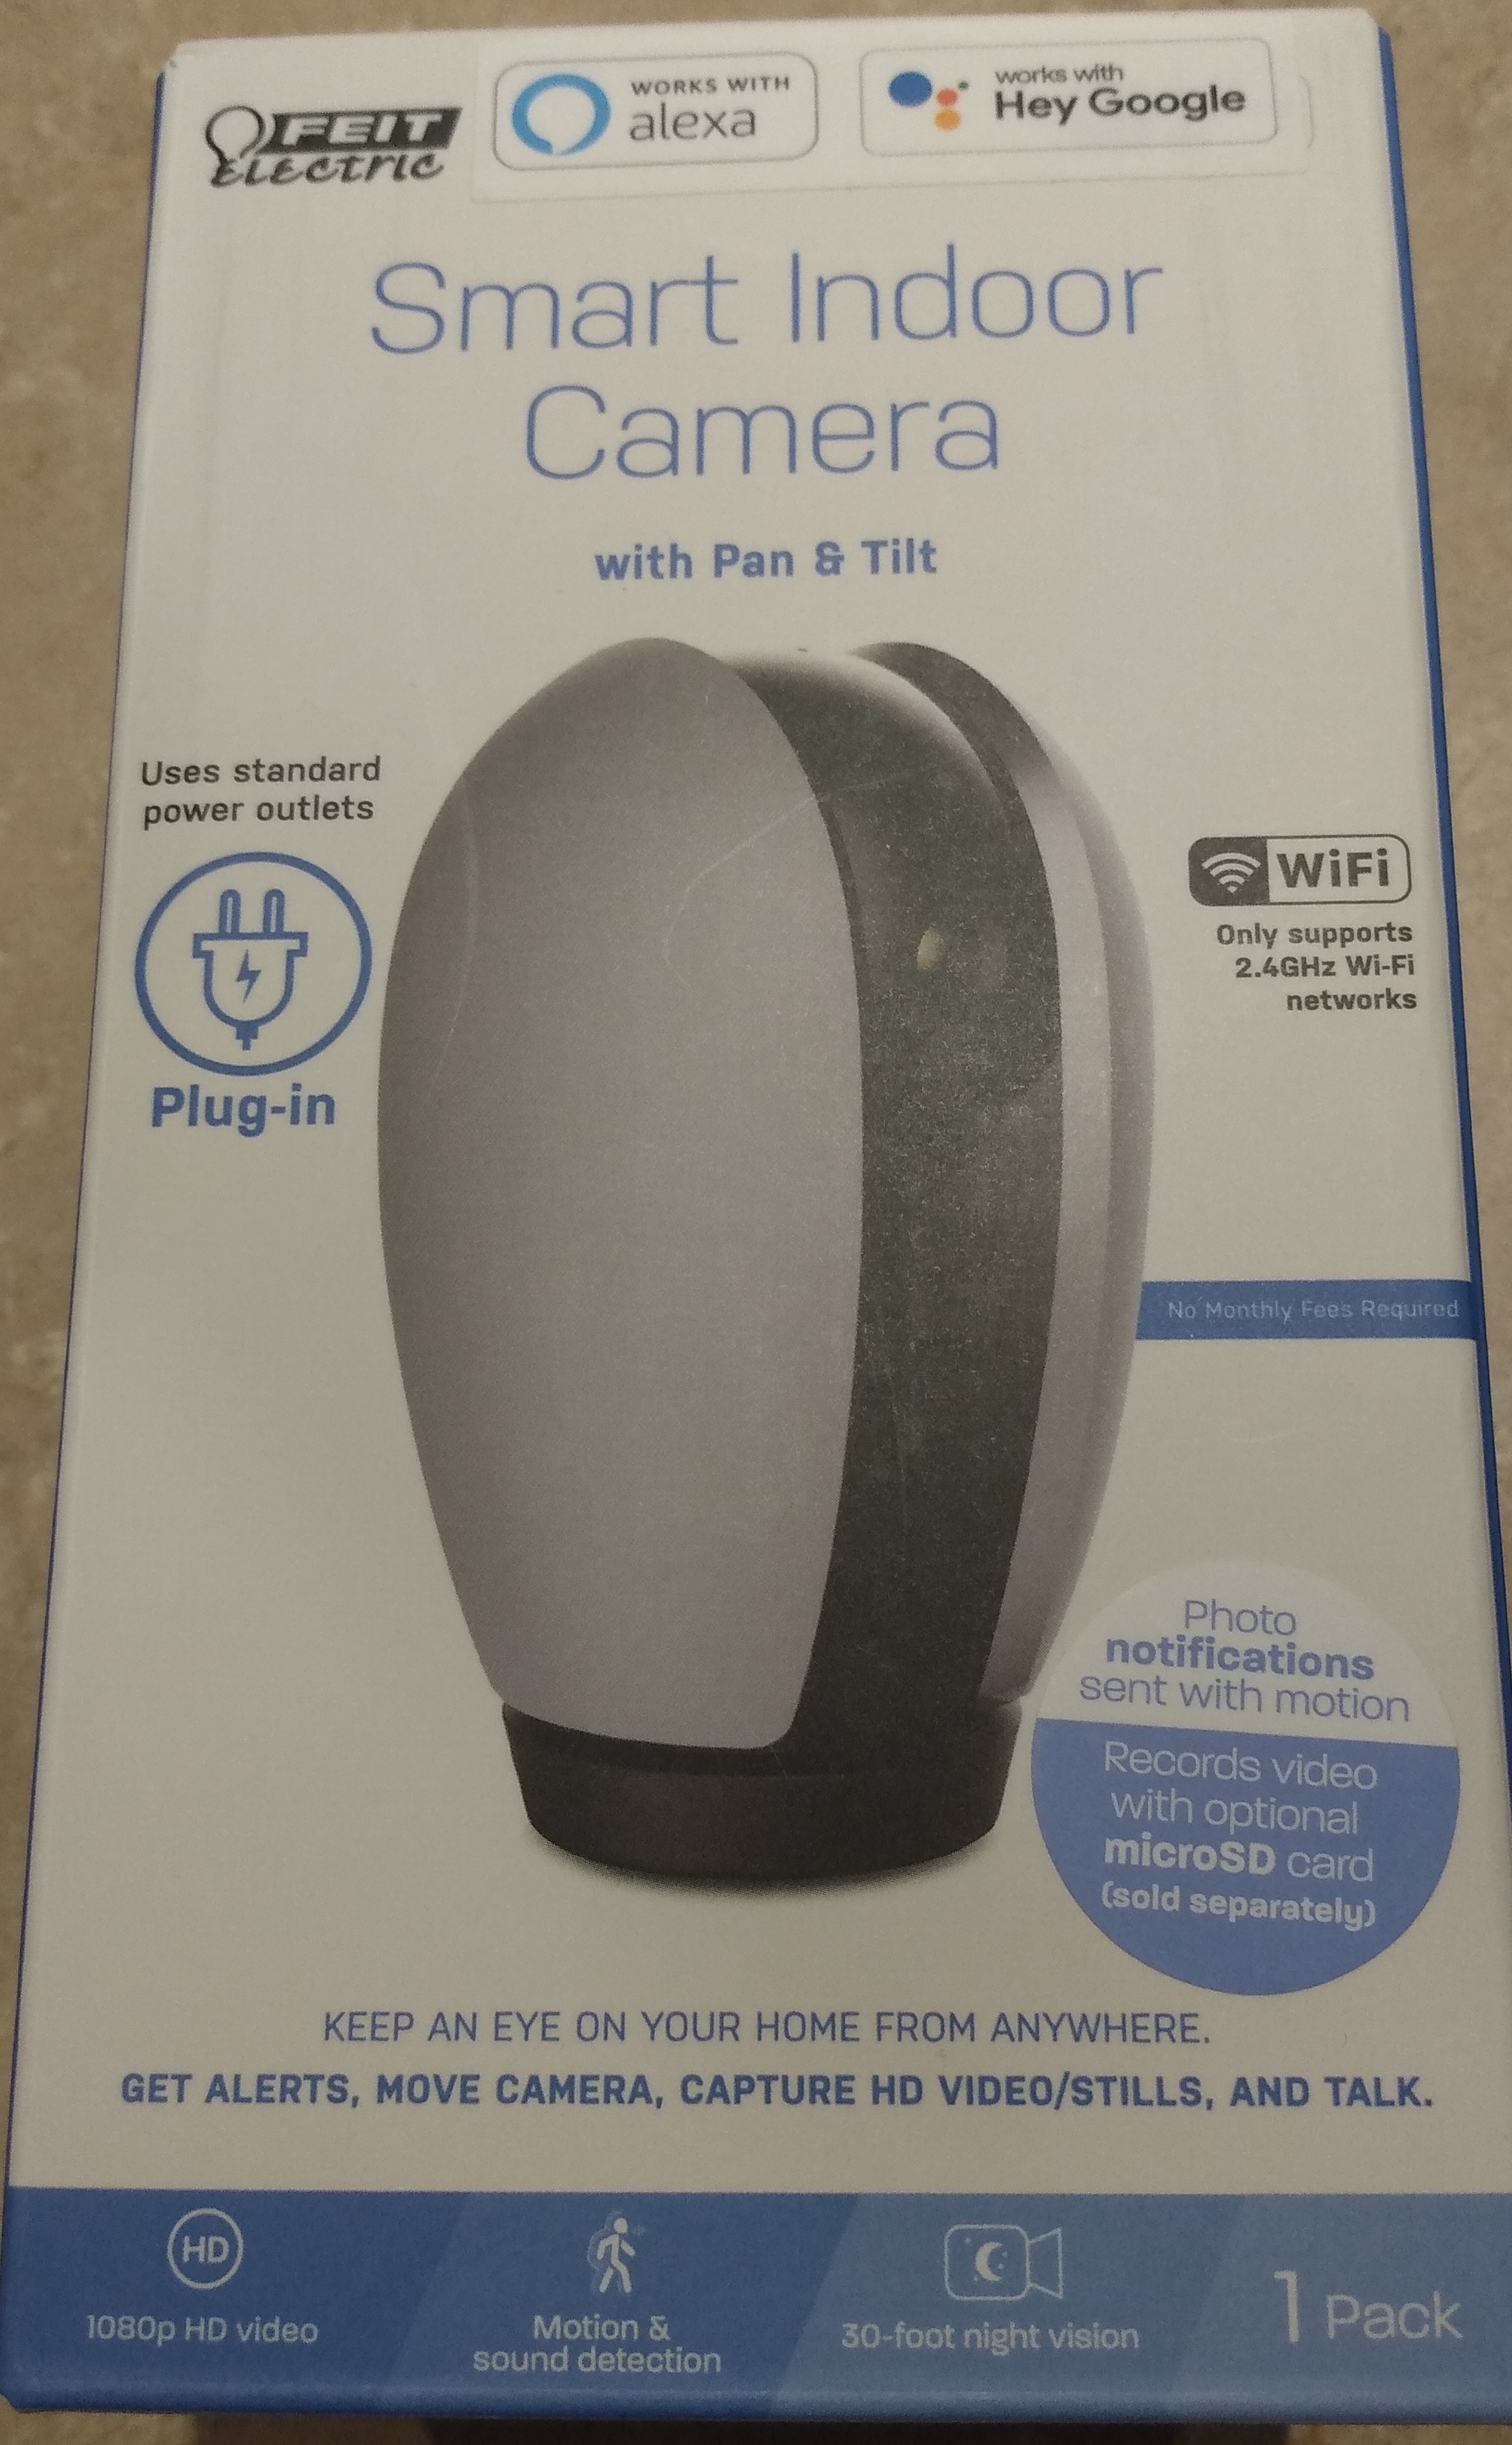 FEIT
ELECTRIC
WORKS WITH
alexa
works with
Hey Google
Smart Indoor
Camera
with Pan & Tilt
Uses standard
power outlets
Plug-in
WiFi
Only supports
2.4GHz Wi-Fi
networks
No Monthly Fees Required
Photo
notifications
sent with motion
Records video
with optional
microSD card
(sold separately)
KEEP AN EYE ON YOUR HOME FROM ANYWHERE.
GET ALERTS, MOVE CAMERA, CAPTURE HD VIDEO/STILLS, AND TALK.
HD
1080p HD video
Motion &
sound detection
30-foot night vision
1 Pack